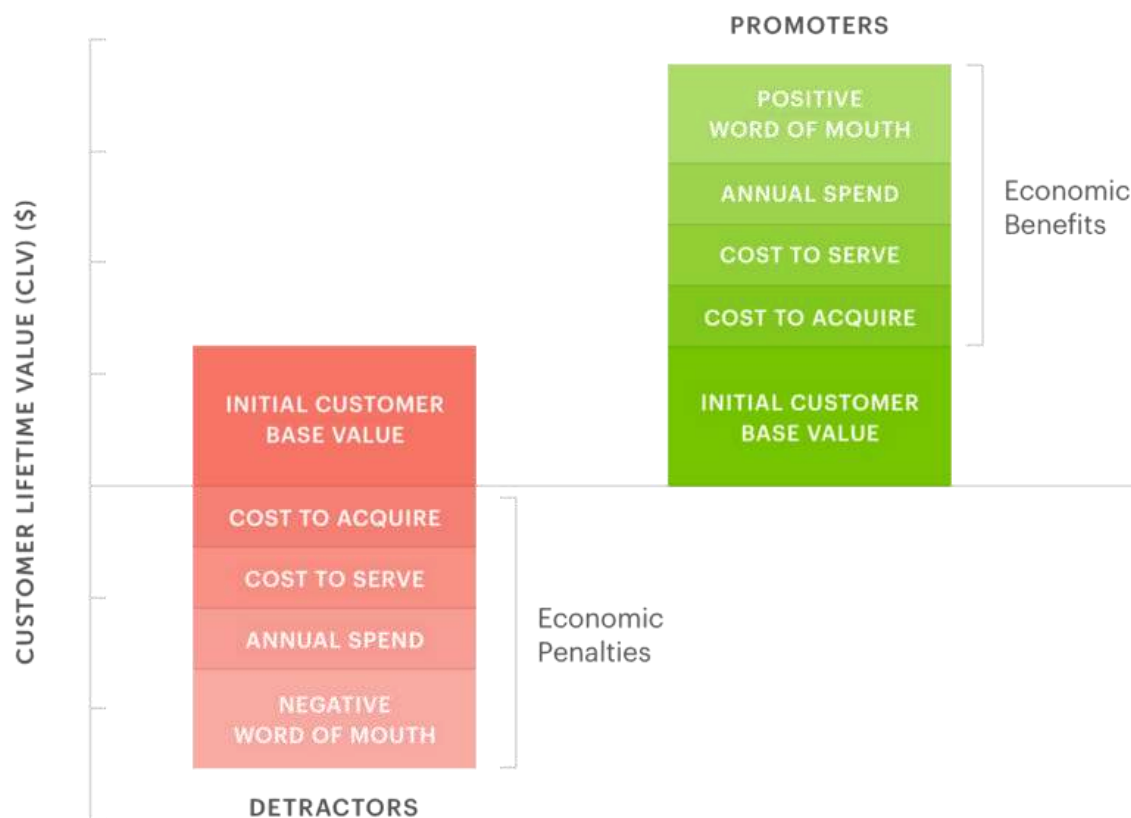 PROMOTERS
POSITIVE
WORD OF MOUTH
ANNUAL SPEND
COST TO SERVE
COST TO ACQUIRE
INITIAL CUSTOMER
BASE VALUE
Economic
Benefits
CUSTOMER LIFETIME VALUE (CLV) ($)
INITIAL CUSTOMER
BASE VALUE
COST TO ACQUIRE
COST TO SERVE
ANNUAL SPEND
NEGATIVE
WORD OF MOUTH
Economic
Penalties
DETRACTORS